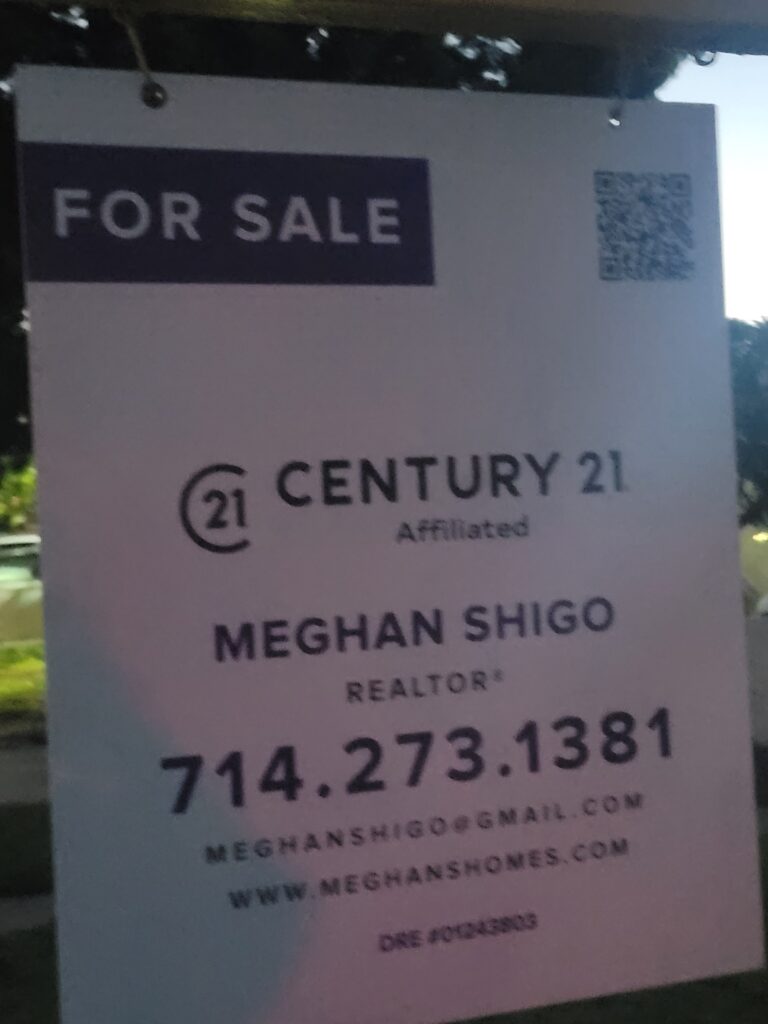 FOR SALE
21 CENTURY 21
Affiliated
MEGHAN SHIGO
REALTOR®
714.273.1381
MEGHANSHIGO@GMAIL.COM
WWW.MEGHANSHOMES.COM
DRE #01243803